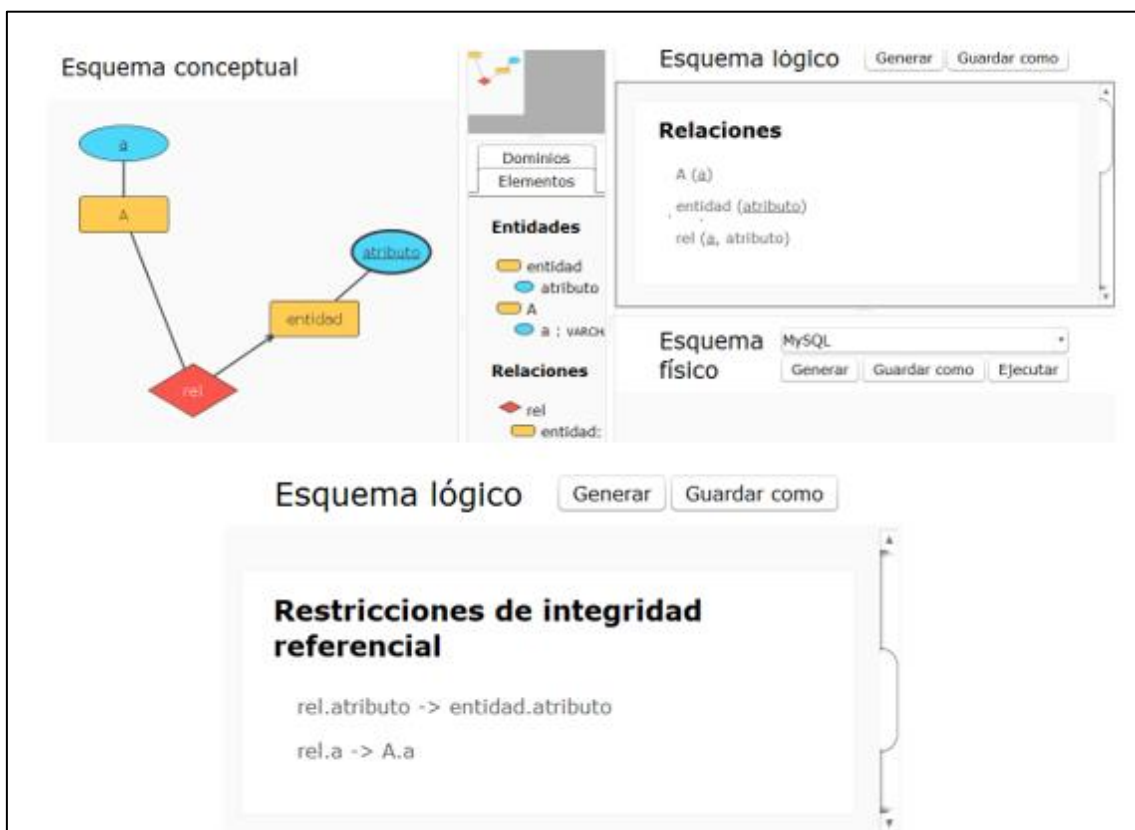 Esquema conceptual
a
A
atributo
entidad
rel
Dominios
Elementos
Entidades
entidad
atributo
A
a : VARCH
Relaciones
rel
entidad:
Esquema lógico Generar Guardar como
Relaciones
A (a)
entidad (atributo)
rel (a, atributo)
Esquema físico MySQL
Generar Guardar como Ejecutar
Esquema lógico Generar Guardar como
Restricciones de integridad
referencial
rel.atributo -> entidad.atributo
rel.a -> A.a